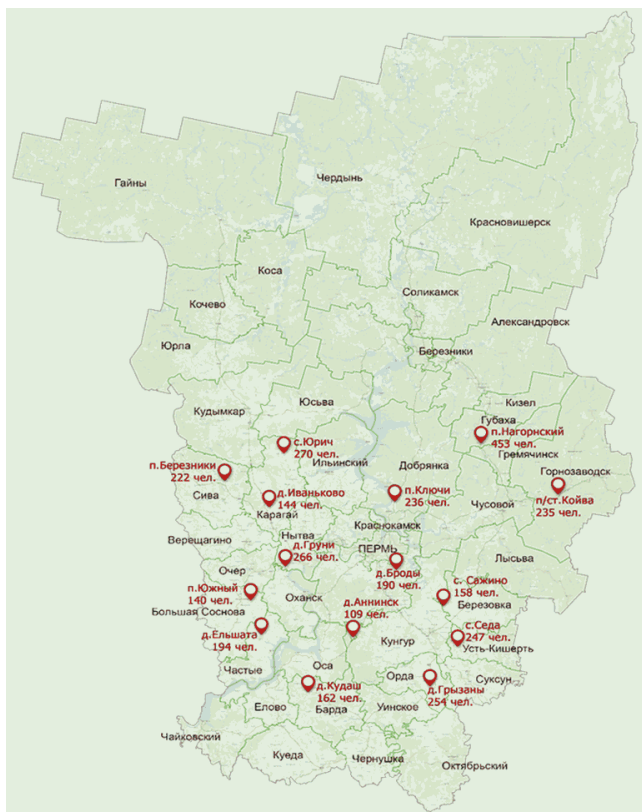 Гайны
Чердынь
Красновишерск
Коса
Кочево
Соликамск
Александровск
Юрла
Березники
Юсьва
Кизел
Кудымкар
Губаха
с.Юрич
270 чел.
п.Нагорнский
453 чел.
Ильинский
Гремячинск
п.Березники
222 чел.
Добрянка
Горнозаводск
Сива
д.Иваньково
144 чел.
п.Ключи
236 чел.
п/ст.Койва
235 чел.
Карагай
Чусовой
Краснокамск
Нытва
Верещагино
д.Груни
266 чел.
ПЕРМЬ
Лысьва
Очер
д.Броды
190 чел.
с. Сажино
158 чел.
п.Южный
140 чел.
Оханск
Березовка
Большая Соснова
д.Аннинск
109 чел.
с.Седа
247 чел.
д.Ельшата
194 чел.
Кунгур
Усть-Кишерть
Оса
Частые
Орда
Суксун
д.Кудаш
162 чел.
д.Грызаны
254 чел.
Елово
Барда
Уинское
Чайковский
Куеда
Чернушка
Октябрьский